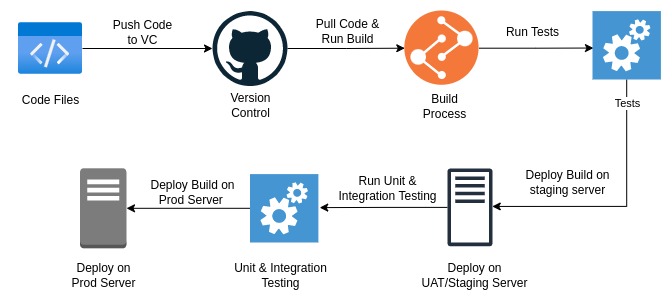 Push Code
to VC
Pull Code &
Run Build
Run Tests
Code Files
Version
Control
Build
Process
Tests
Deploy Build on
Prod Server
Run Unit &
Integration Testing
Deploy Build on
staging server
Deploy on
Prod Server
Unit & Integration
Testing
Deploy on
UAT/Staging Server